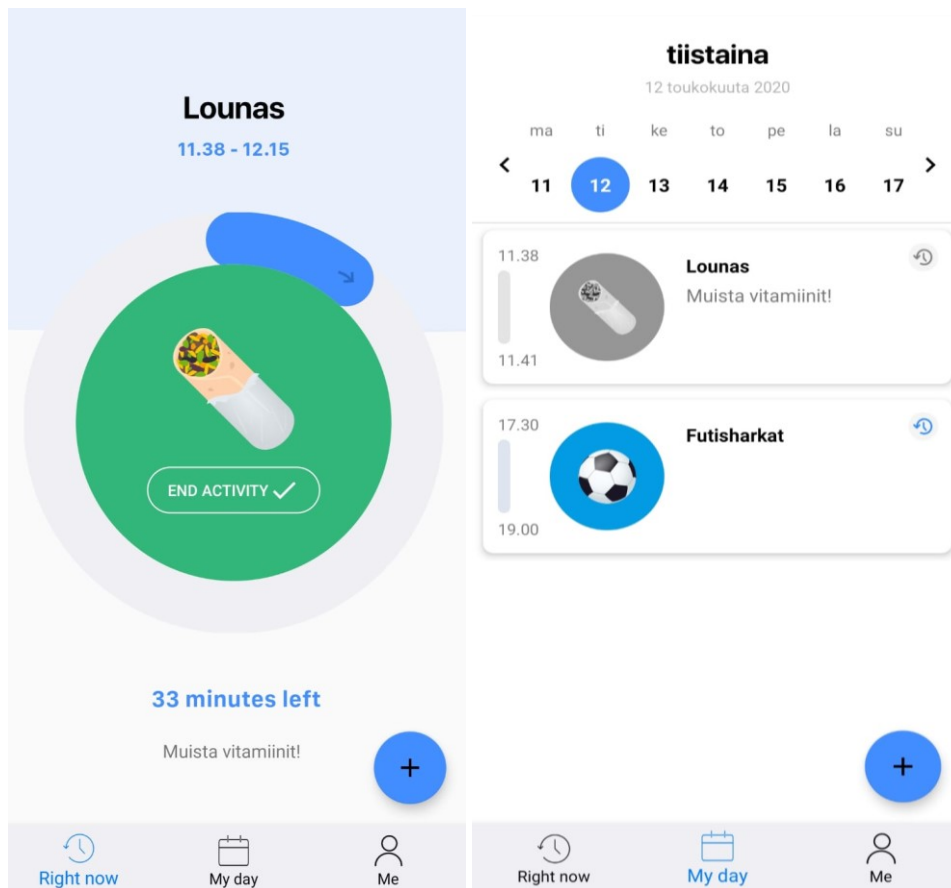 Lounas
11.38 - 12.15
END ACTIVITY
33 minutes left
Muista vitamiinit!
+
Right now
My day
Me
tiistaina
12 toukokuuta 2020
ma ti ke to pe la su
< 11 12 13 14 15 16 17 >
11.38
Lounas
Muista vitamiinit!
11.41
17.30
Futisharkat
19.00
+
Right now
My day
Me